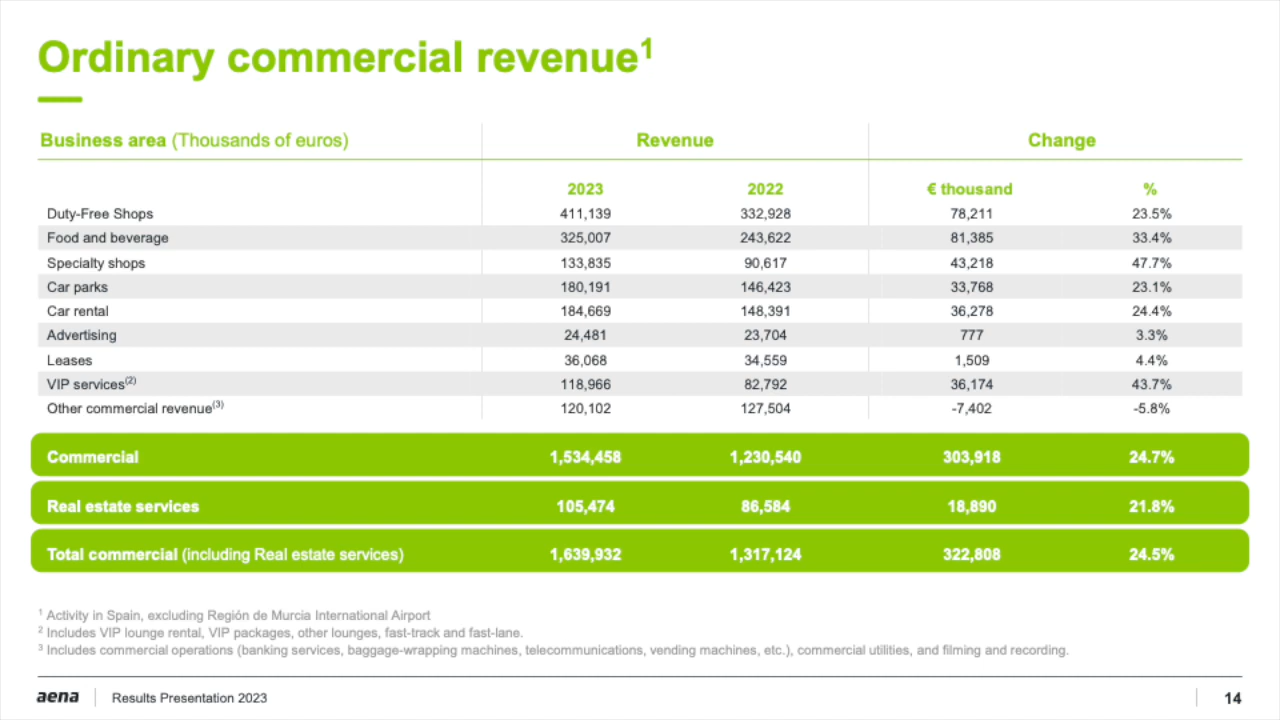 Ordinary commercial revenue¹
Business area (Thousands of euros) Revenue Change
2023 2022 € thousand %
Duty-Free Shops 411,139 332,928 78,211 23.5%
Food and beverage 325,007 243,622 81,385 33.4%
Specialty shops 133,835 90,617 43,218 47.7%
Car parks 180,191 146,423 33,768 23.1%
Car rental 184,669 148,391 36,278 24.4%
Advertising 24,481 23,704 777 3.3%
Leases 36,068 34,559 1,509 4.4%
VIP services⁽²⁾ 118,966 82,792 36,174 43.7%
Other commercial revenue⁽³⁾ 120,102 127,504 -7,402 -5.8%
Commercial 1,534,458 1,230,540 303,918 24.7%
Real estate services 105,474 86,584 18,890 21.8%
Total commercial (including Real estate services) 1,639,932 1,317,124 322,808 24.5%
¹ Activity in Spain, excluding Región de Murcia International Airport
² Includes VIP lounge rental, VIP packages, other lounges, fast-track and fast-lane.
³ Includes commercial operations (banking services, baggage-wrapping machines, telecommunications, vending machines, etc.), commercial utilities, and filming and recording.
aena Results Presentation 2023 14